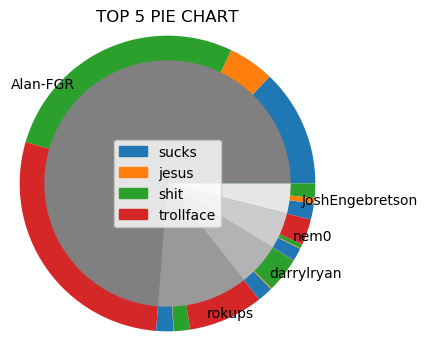 TOP 5 PIE CHART
Alan-FGR
sucks
jesus
shit
trollface
JoshEngebretson
nem0
darrylryan
rokups